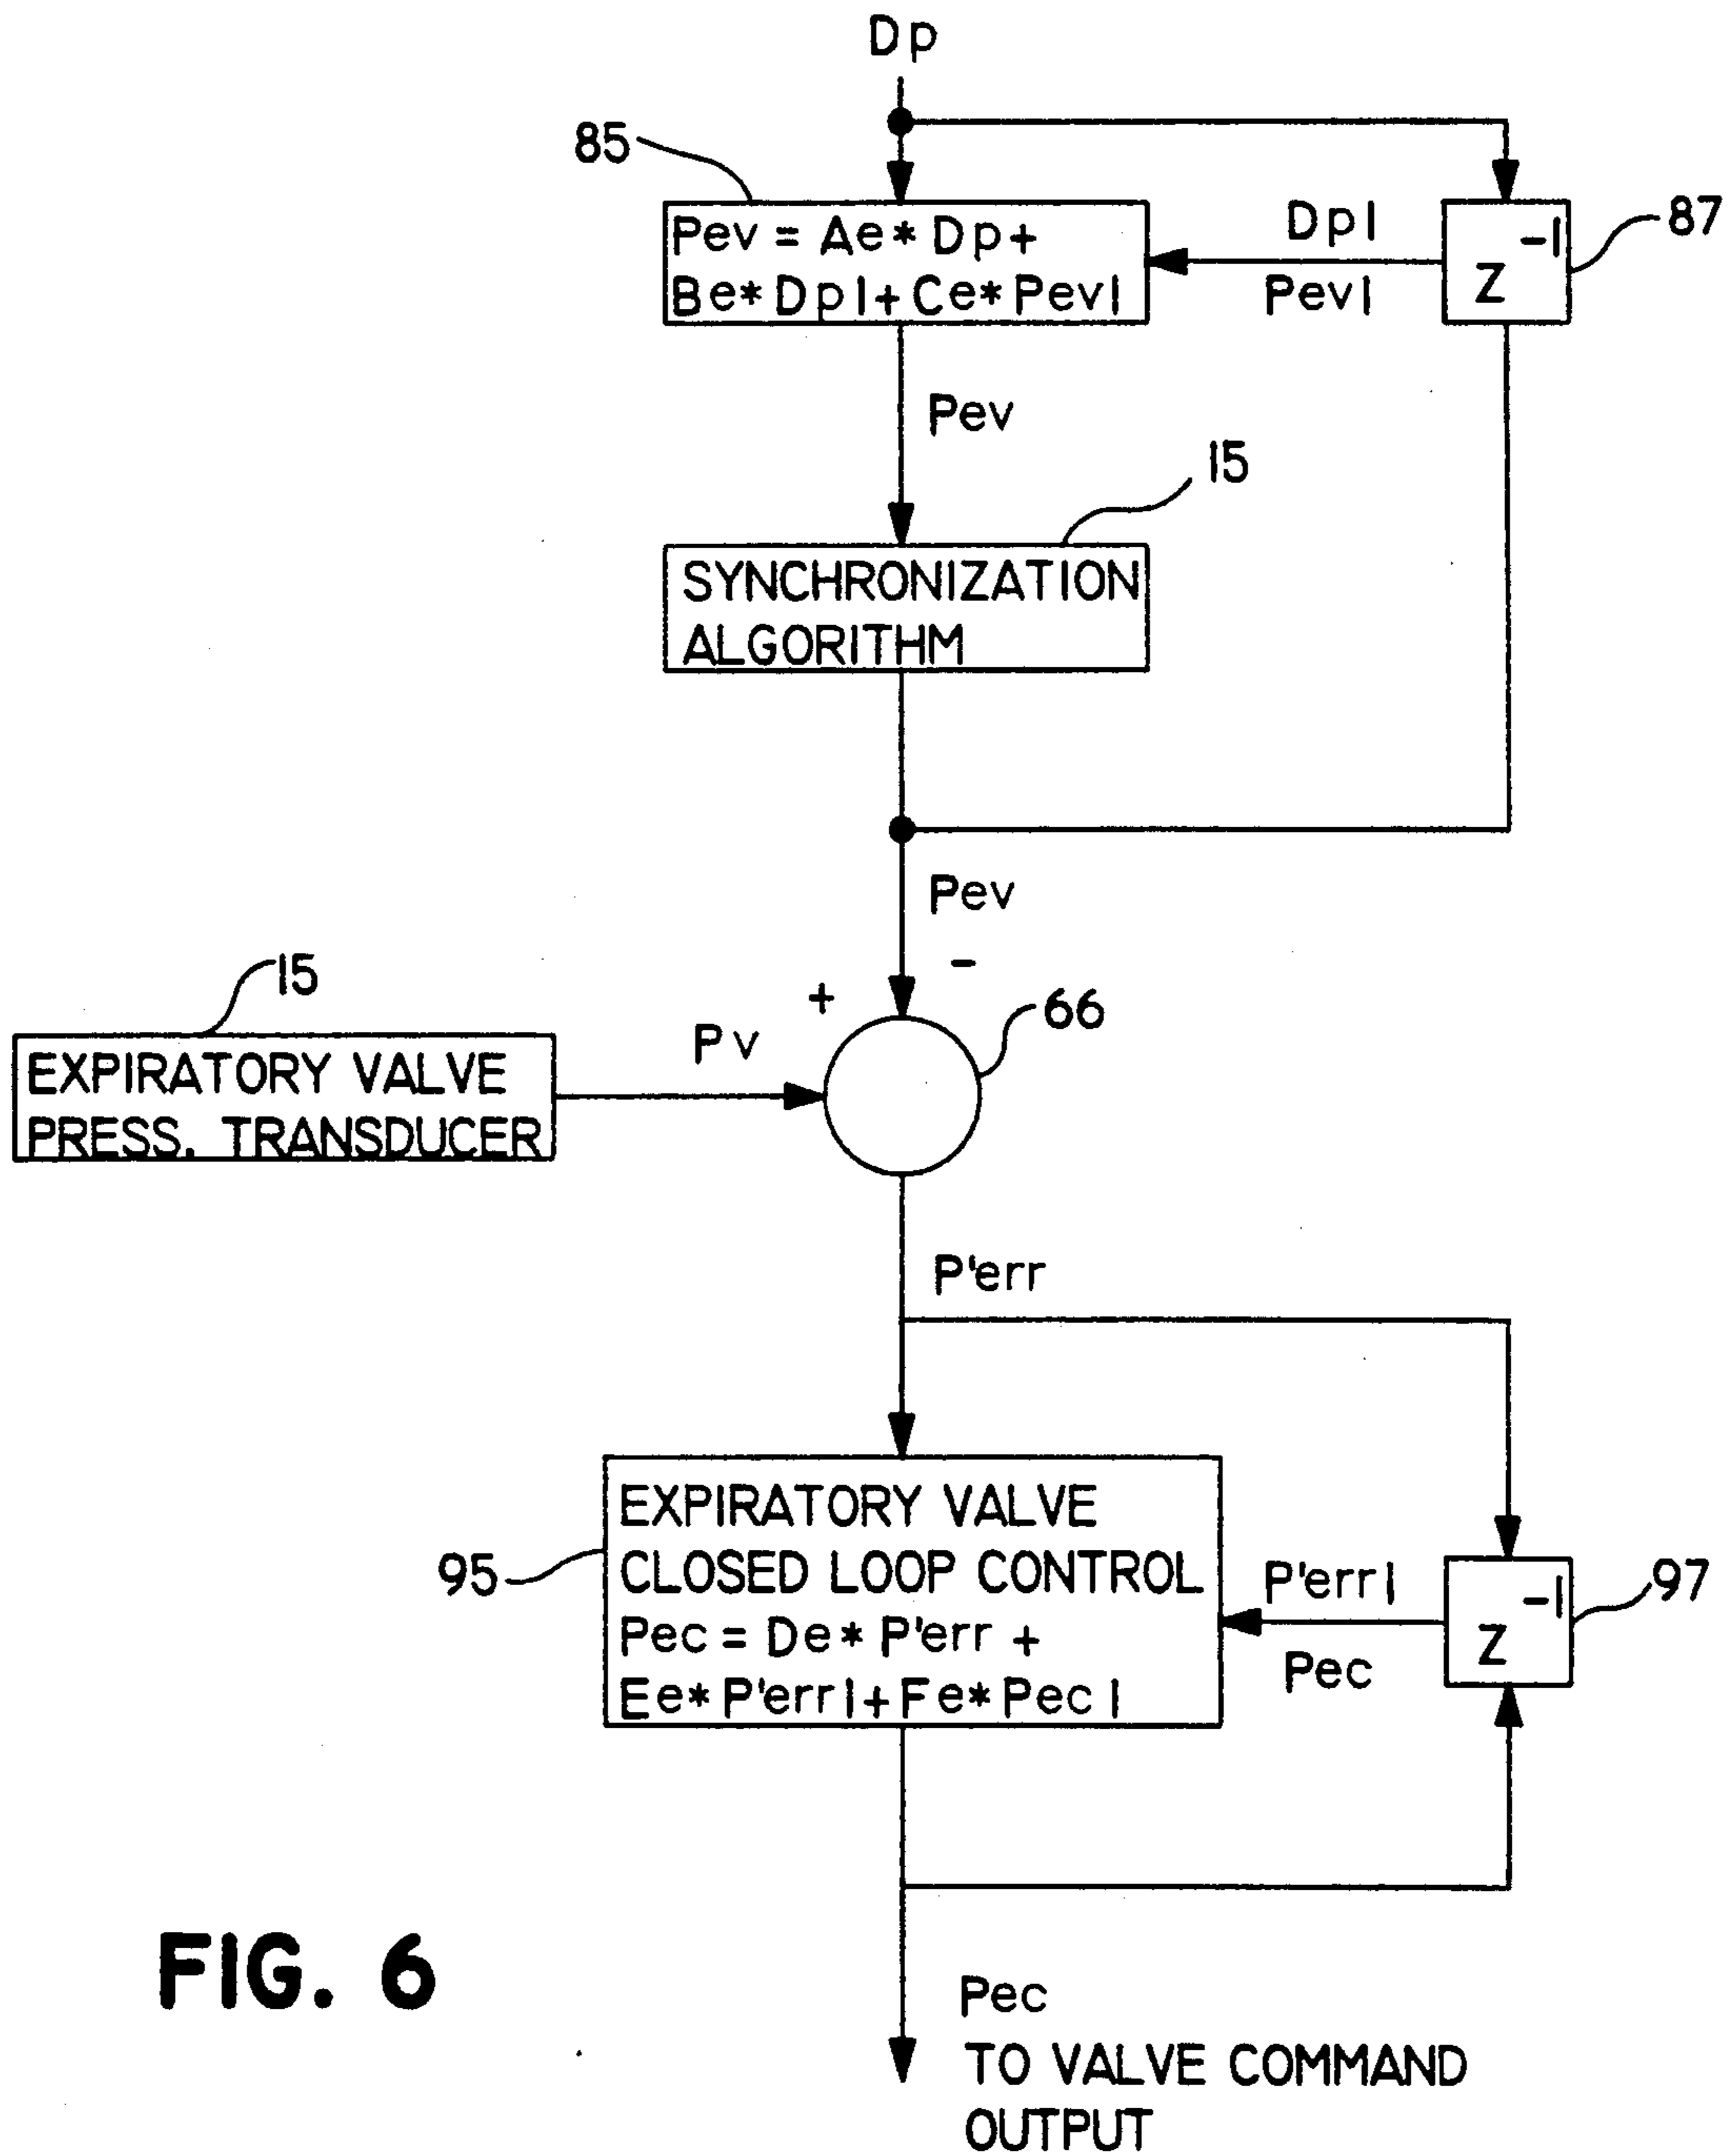 Dp
85
Pev = Ae* Dp+
Be* Dp1+ Ce* Pev1
Dp1
Pev1
Z -1
87
Pev
15
SYNCHRONIZATION
ALGORITHM
Pev
-
+
15
EXPIRATORY VALVE
PRESS. TRANSDUCER
Pv
66
P'err
95
EXPIRATORY VALVE
CLOSED LOOP CONTROL
Pec = De* P'err +
Ee* P'err1+ Fe* Pec1
P'err1
Pec
Z -1
97
FIG. 6
Pec
TO VALVE COMMAND
OUTPUT